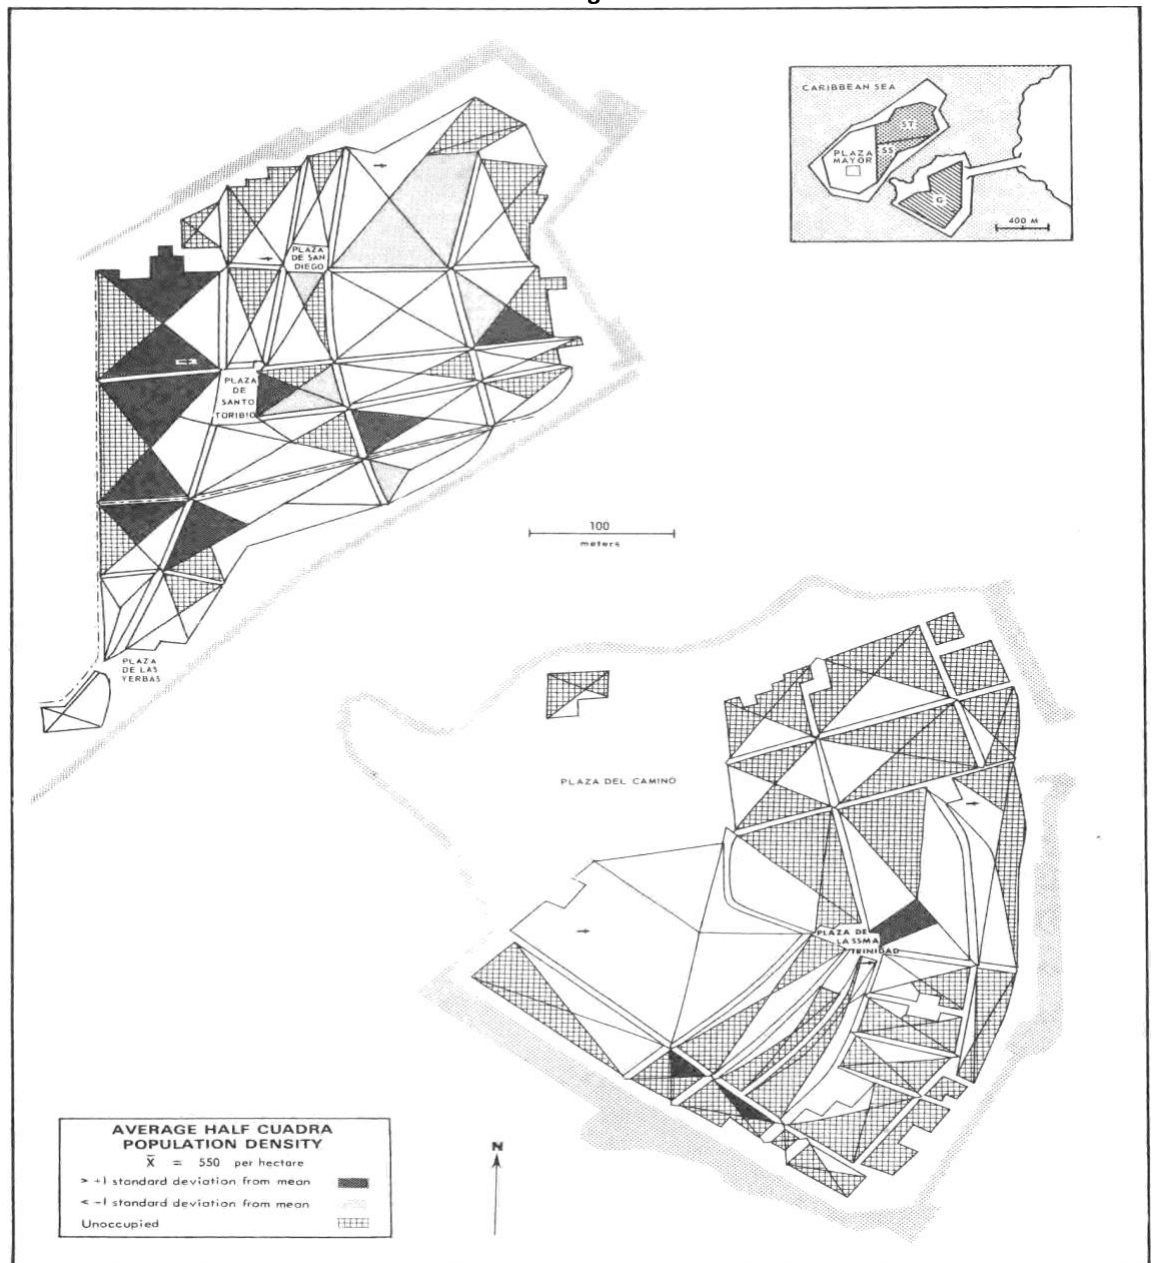 CARIBBEAN SEA
ST
SS
PLAZA
MAYOR
G
400 M
PLAZA
DE SAN
DIEGO
PLAZA
DE
SANTO
TORIBIO
100
meters
PLAZA
DE LAS
YERBAS
PLAZA DEL CAMINO
PLAZA DE
LA SSMA
TRINIDAD
AVERAGE HALF CUADRA
POPULATION DENSITY
X̄ = 550 per hectare
> +1 standard deviation from mean
< -1 standard deviation from mean
Unoccupied
N